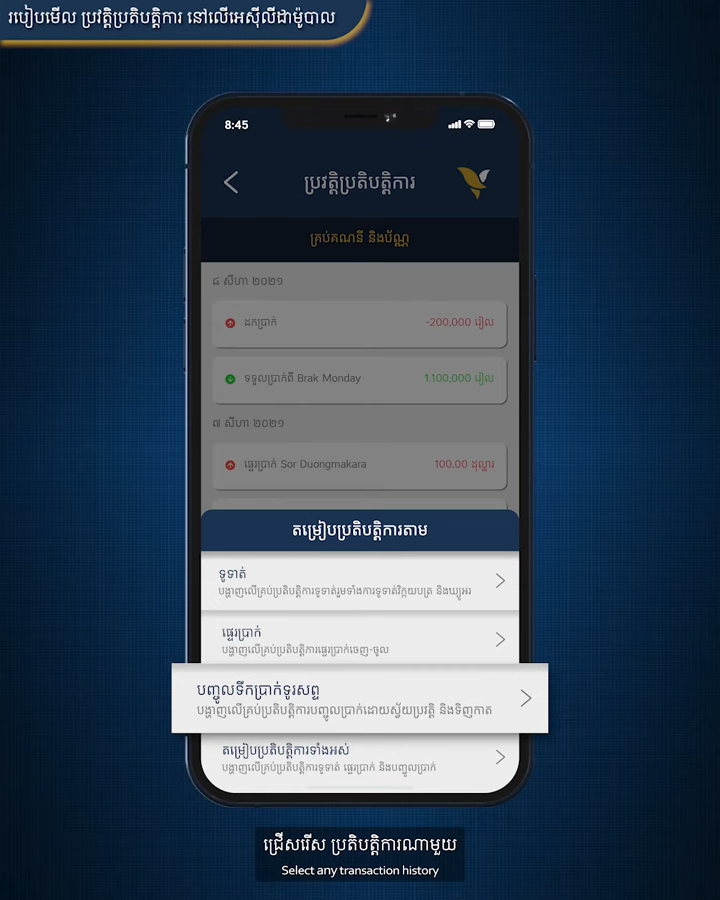 របៀបមើល ប្រវត្តិប្រតិបត្តិការ នៅលើអេស៊ីលីដាម៉ូបាល
8:45
ប្រវត្តិប្រតិបត្តិការ
គ្រប់គណនី និងប័ណ្ណ
៨ សីហា ២០២១
ដកប្រាក់ -200,000 រៀល
ទទួលប្រាក់ពី Brak Monday 1.100,000 រៀល
៧ សីហា ២០២១
ផ្ទេរប្រាក់ Sor Duongmakara 100.00 ដុល្លារ
តម្រៀបប្រតិបត្តិការតាម
ទូទាត់
បង្ហាញលើគ្រប់ប្រតិបត្តិការទូទាត់រួមទាំងការទូទាត់វិក្កយបត្រ និងឃ្យូអរ
ផ្ទេរប្រាក់
បង្ហាញលើគ្រប់ប្រតិបត្តិការផ្ទេរប្រាក់ចេញ-ចូល
បញ្ចូលទឹកប្រាក់ទូរសព្ទ
បង្ហាញលើគ្រប់ប្រតិបត្តិការបញ្ចូលប្រាក់ដោយស្វ័យប្រវត្តិ និងទិញកាត
តម្រៀបប្រតិបត្តិការទាំងអស់
បង្ហាញលើគ្រប់ប្រតិបត្តិការទូទាត់ ផ្ទេរប្រាក់ និងបញ្ចូលប្រាក់
ជ្រើសរើស ប្រតិបត្តិការណាមួយ
Select any transaction history